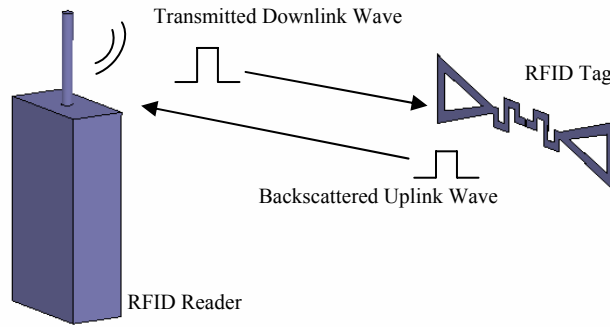 Transmitted Downlink Wave
RFID Tag
Backscattered Uplink Wave
RFID Reader